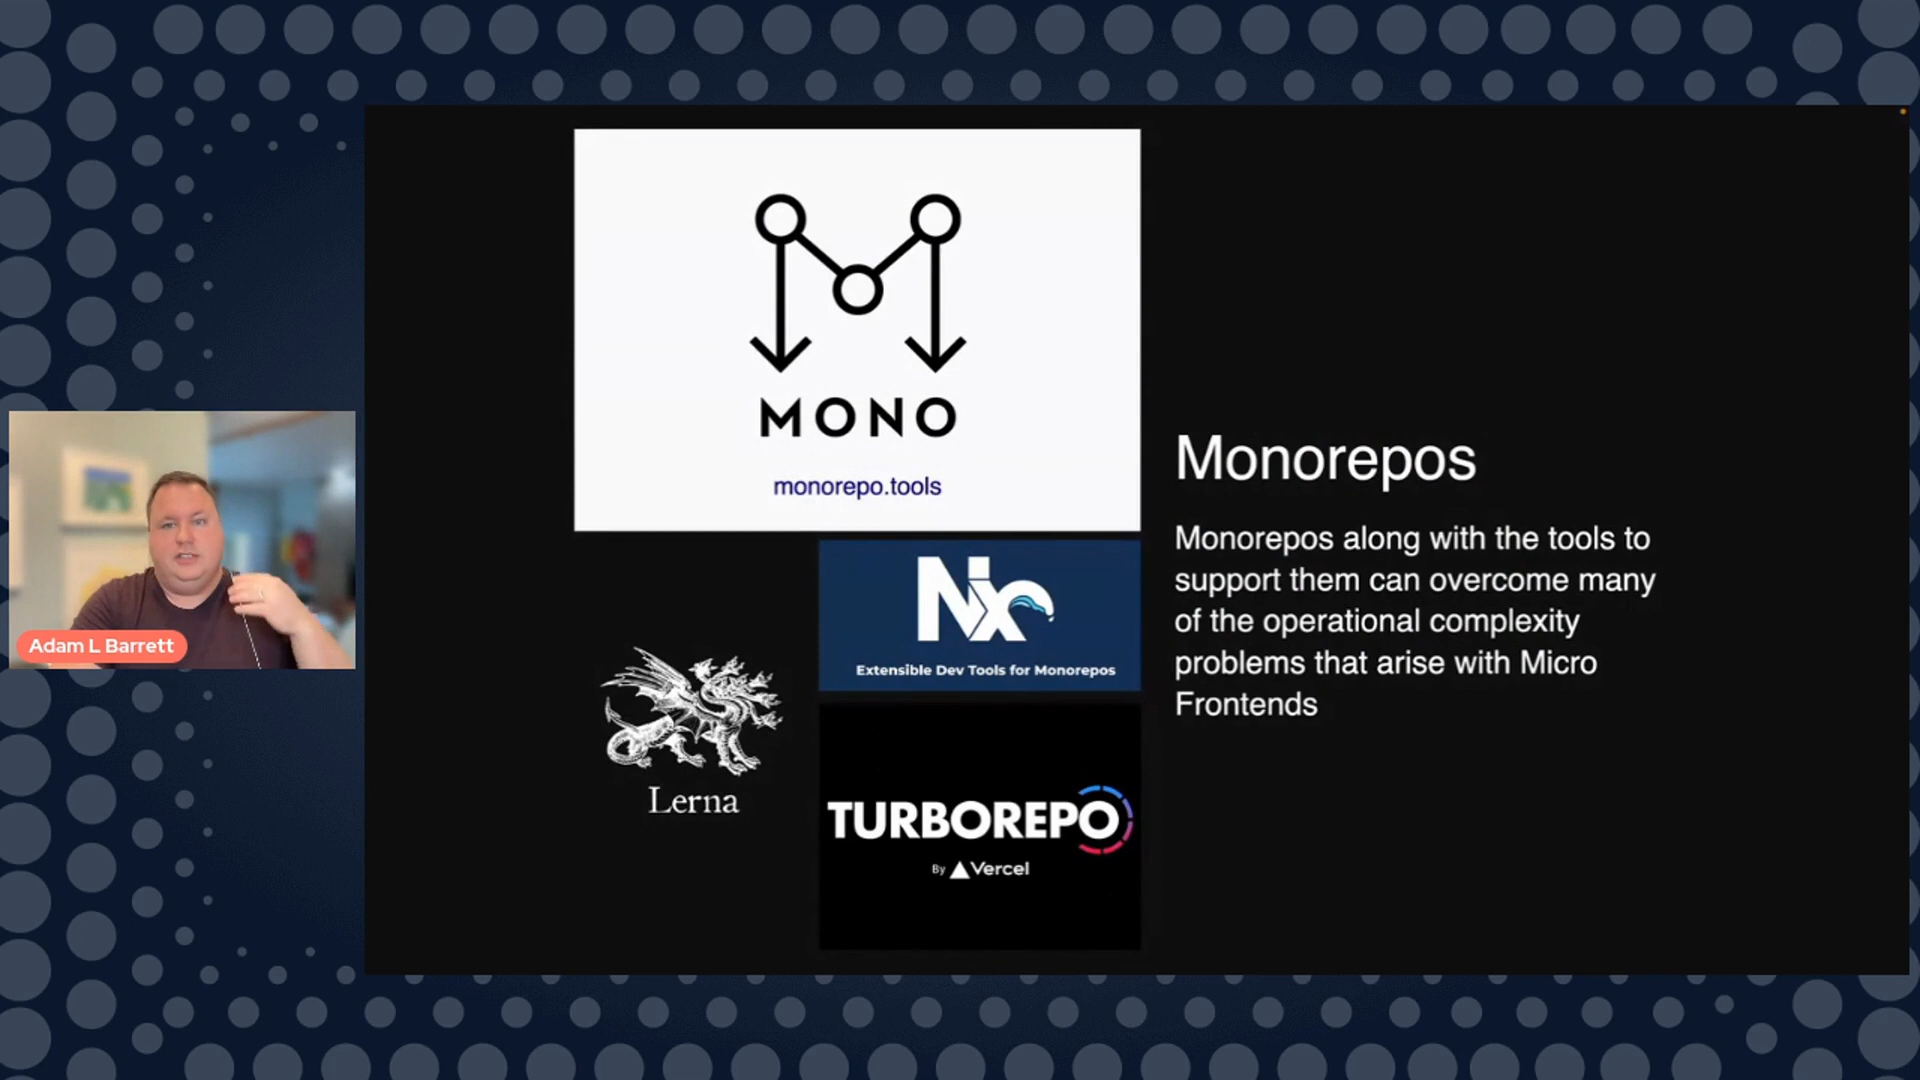 MONO
monorepo.tools
Monorepos
Monorepos along with the tools to
support them can overcome many
of the operational complexity
problems that arise with Micro
Frontends
Nx
Extensible Dev Tools for Monorepos
Lerna
TURBOREPO
By Vercel
Adam L Barrett